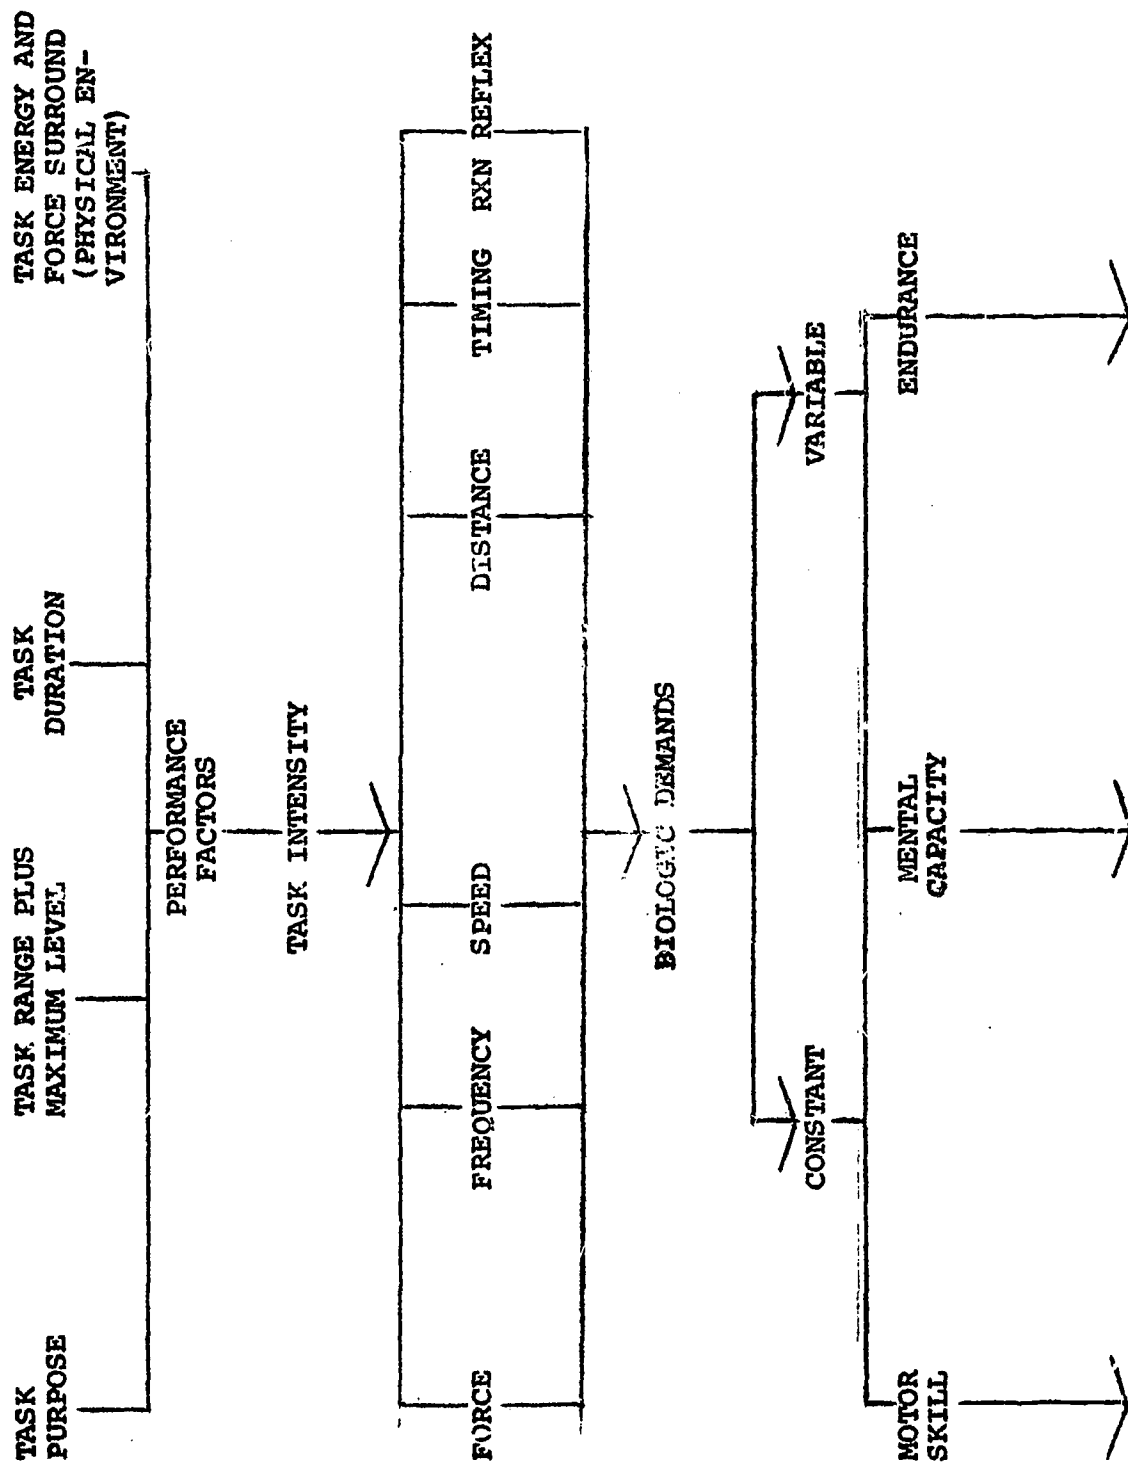 TASK
PURPOSE
TASK RANGE PLUS
MAXIMUM LEVEL
TASK
DURATION
TASK ENERGY AND
FORCE SURROUND
(PHYSICAL EN-
VIRONMENT)
PERFORMANCE
FACTORS
TASK INTENSITY
FORCE
FREQUENCY
SPEED
DISTANCE
TIMING
RXN REFLEX
BIOLOGIC DEMANDS
CONSTANT
VARIABLE
MOTOR
SKILL
MENTAL
CAPACITY
ENDURANCE